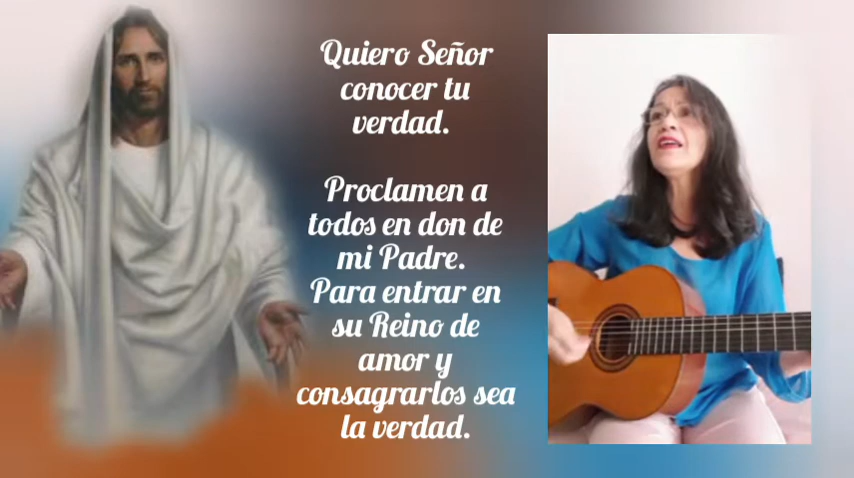 Quiero Señor
conocer tu
verdad.
Proclamen a
todos en don de
mi Padre.
Para entrar en
su Reino de
amor y
consagrarlos sea
la verdad.